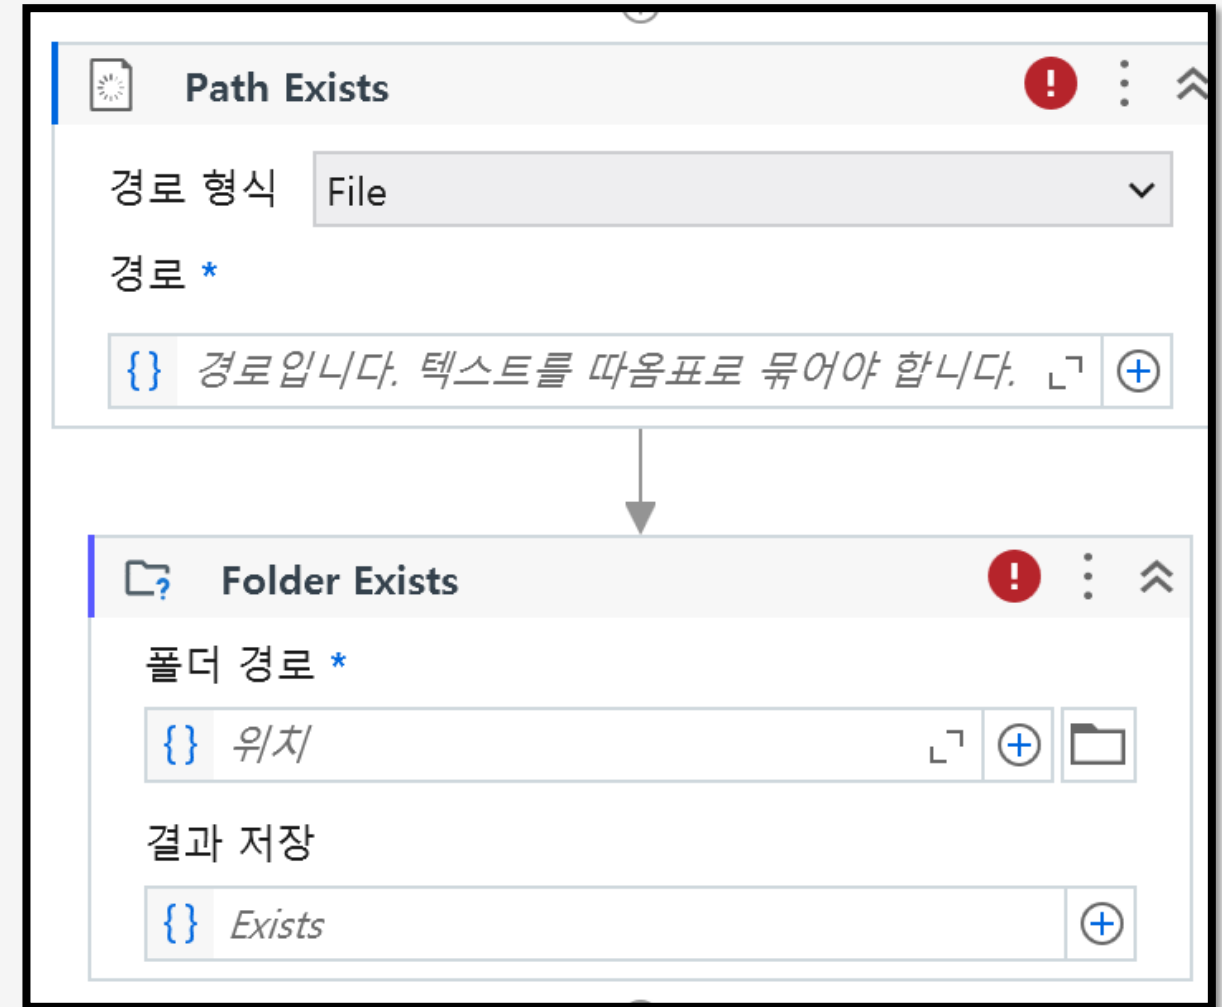 Path Exists
경로 형식 File
경로 *
{} 경로입니다. 텍스트를 따옴표로 묶어야 합니다.
Folder Exists
폴더 경로 *
{} 위치
결과 저장
{} Exists